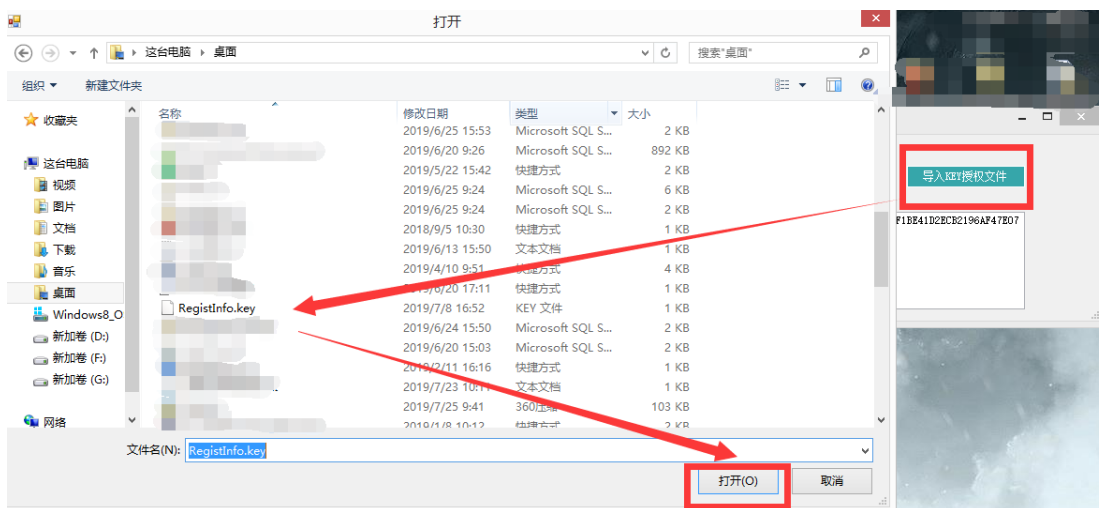 打开
这台电脑 桌面
搜索"桌面"
组织 新建文件夹
名称 修改日期 类型 大小
收藏夹
这台电脑
视频
图片
文档
下载
音乐
桌面
Windows8_O
新加卷 (D:)
新加卷 (F:)
新加卷 (G:)
网络
2019/6/25 15:53 Microsoft SQL S... 2 KB
2019/6/20 9:26 Microsoft SQL S... 892 KB
2019/5/22 15:42 快捷方式 2 KB
2019/6/25 9:24 Microsoft SQL S... 6 KB
2019/6/25 9:24 Microsoft SQL S... 2 KB
2018/9/5 10:30 快捷方式 1 KB
2019/6/13 15:50 文本文档 1 KB
2019/4/10 9:51 快捷方式 4 KB
2019/6/20 17:11 快捷方式 1 KB
RegistInfo.key 2019/7/8 16:52 KEY 文件 1 KB
2019/6/24 15:50 Microsoft SQL S... 2 KB
2019/6/20 15:03 Microsoft SQL S... 2 KB
2019/2/11 16:16 快捷方式 1 KB
2019/7/23 10:11 文本文档 1 KB
2019/7/25 9:41 360压缩 103 KB
2019/1/8 10:12 快捷方式 2 KB
文件名(N): RegistInfo.key
打开(O) 取消
导入KEY授权文件
F1BE41D2ECB2196AF47E07